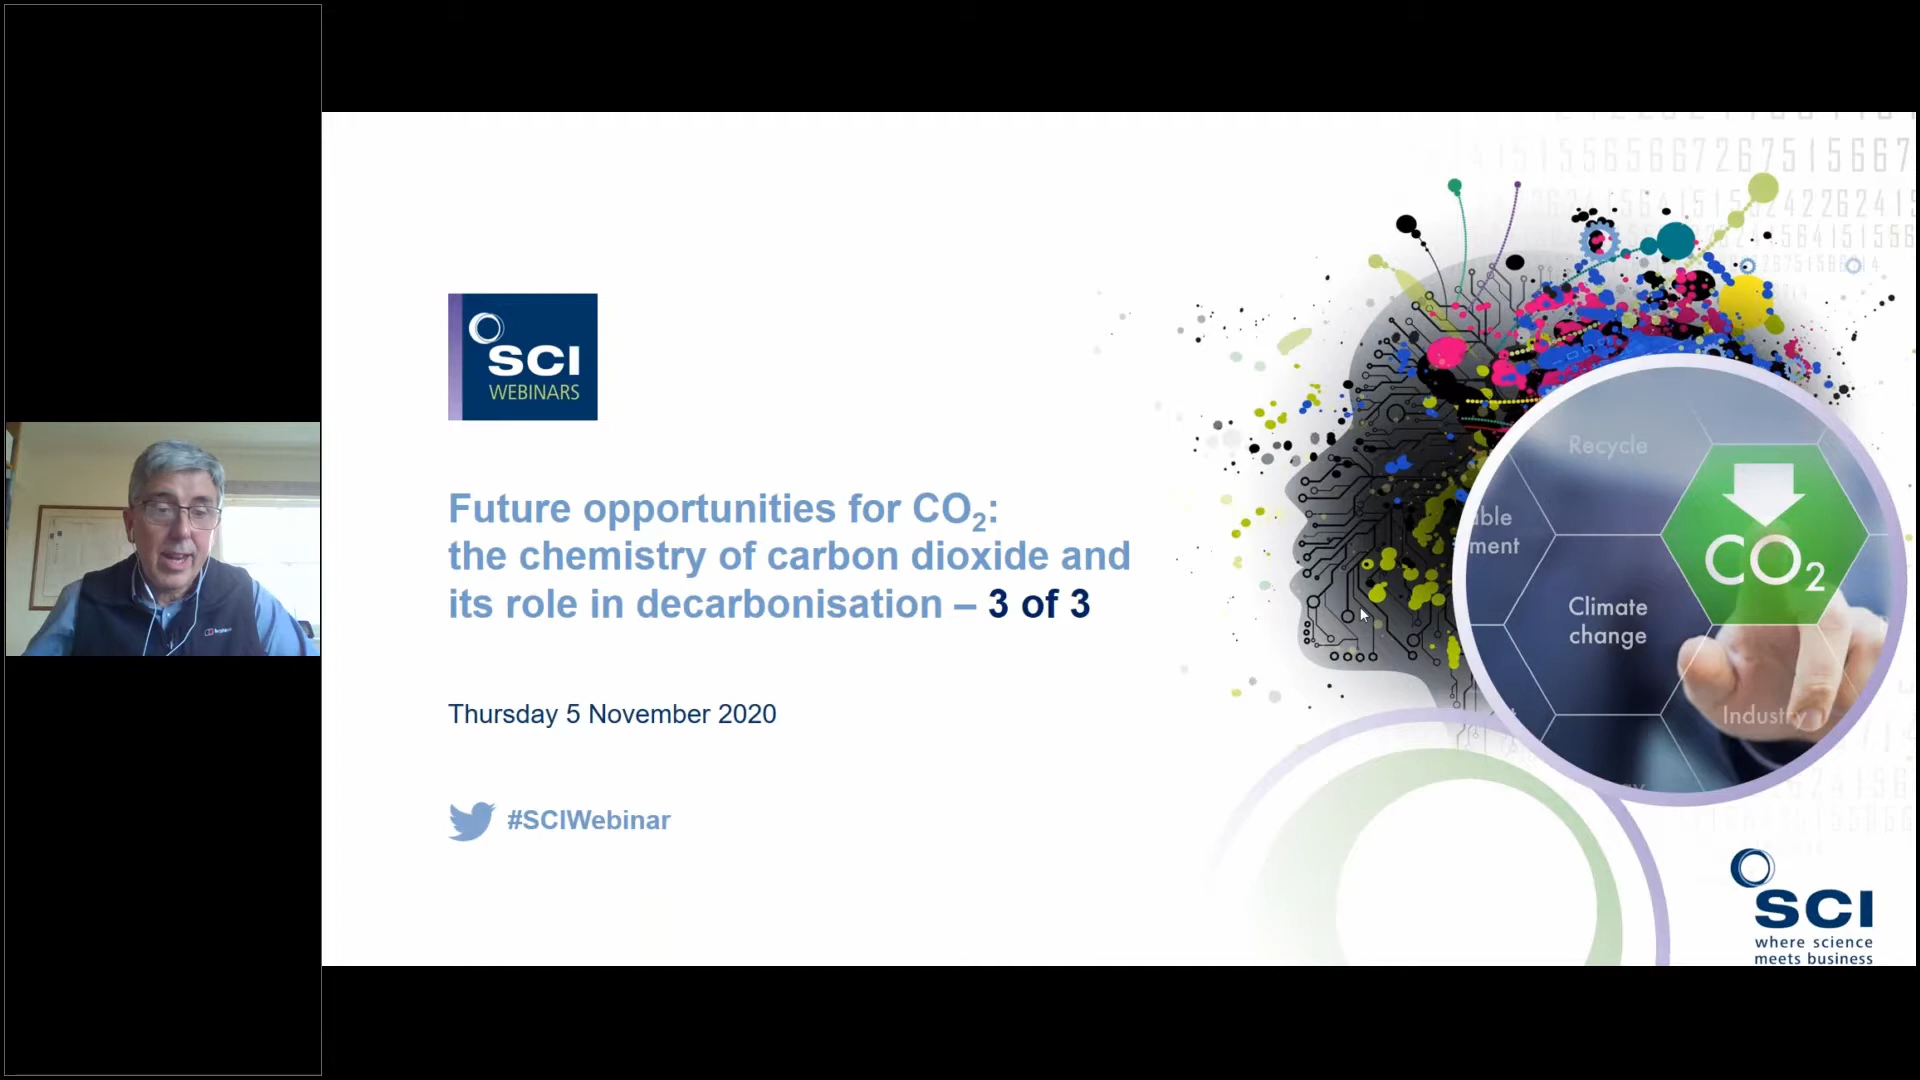 SCI
WEBINARS
Future opportunities for CO₂:
the chemistry of carbon dioxide and
its role in decarbonisation – 3 of 3
Thursday 5 November 2020
#SCIWebinar
Recycle
CO₂
Climate
change
Industry
SCI
where science
meets business